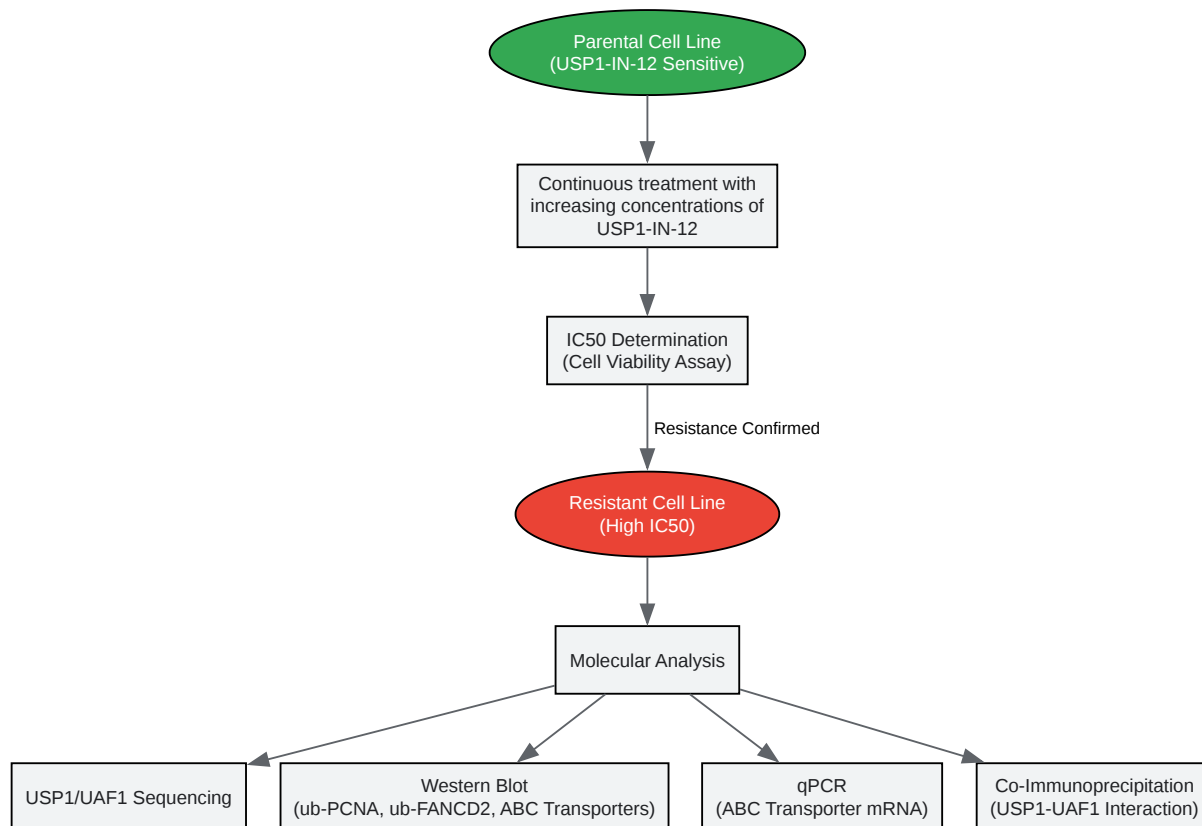 Parental Cell Line
(USP1-IN-12 Sensitive)
Continuous treatment with
increasing concentrations of
USP1-IN-12
IC50 Determination
(Cell Viability Assay)
Resistance Confirmed
Resistant Cell Line
(High IC50)
Molecular Analysis
USP1/UAF1 Sequencing
Western Blot
(ub-PCNA, ub-FANCD2, ABC Transporters)
qPCR
(ABC Transporter mRNA)
Co-Immunoprecipitation
(USP1-UAF1 Interaction)